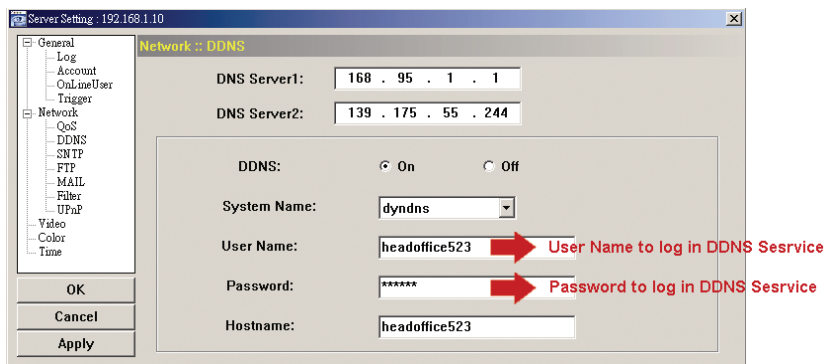 Server Setting : 192.168.1.10
General
Log
Account
OnLineUser
Trigger
Network
QoS
DDNS
SNTP
FTP
MAIL
Filter
UPnP
Video
Color
Time
OK
Cancel
Apply
Network :: DDNS
DNS Server1: 168 . 95 . 1 . 1
DNS Server2: 139 . 175 . 55 . 244
DDNS: On Off
System Name: dyndns
User Name: headoffice523 User Name to log in DDNS Sesrvice
Password: ****** Password to log in DDNS Sesrvice
Hostname: headoffice523